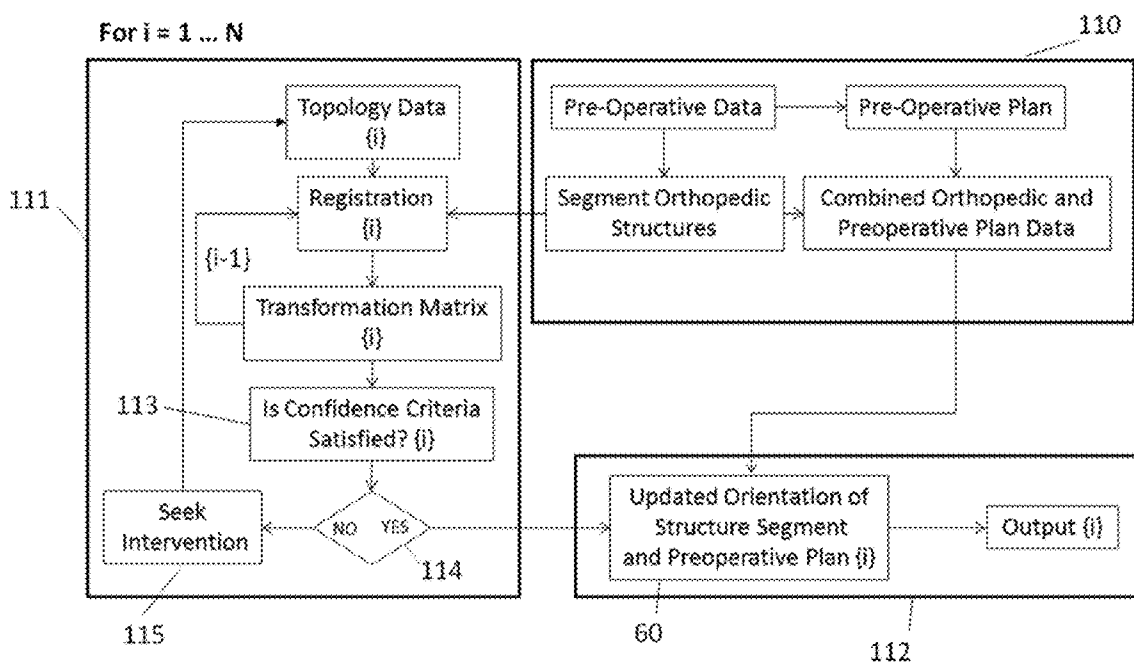 For i = 1 ... N
110
Topology Data
{i}
Pre-Operative Data
Pre-Operative Plan
111
Registration
{i}
Segment Orthopedic
Structures
Combined Orthopedic and
Preoperative Plan Data
{i-1}
Transformation Matrix
{i}
113
Is Confidence Criteria
Satisfied? {i}
Seek
Intervention
NO
YES
114
Updated Orientation of
Structure Segment
and Preoperative Plan {i}
Output {i}
115
60
112